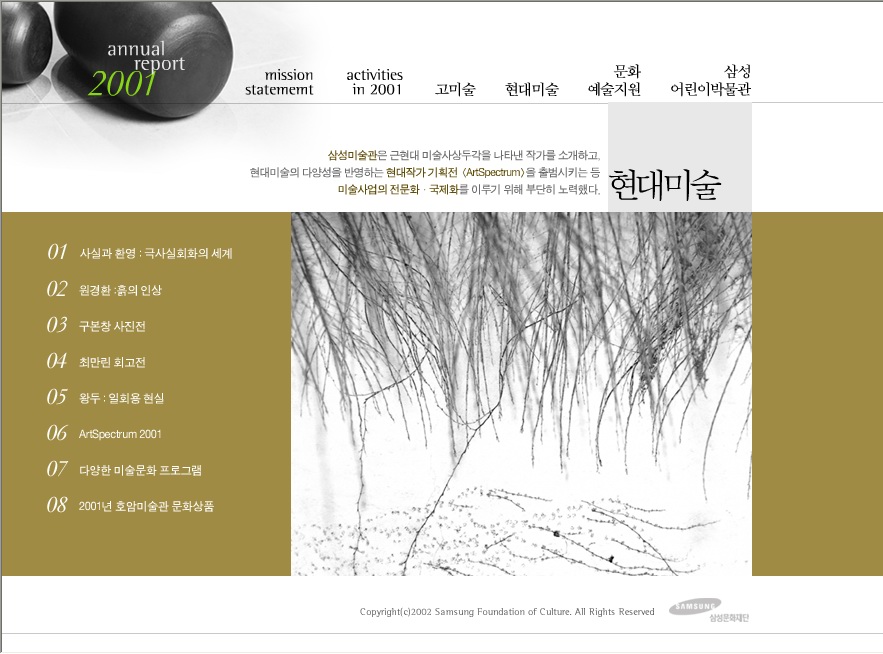 annual
report
2001
mission
statememt
activities
in 2001
고미술
현대미술
문화
예술지원
삼성
어린이박물관
삼성미술관은 근현대 미술사상두각을 나타낸 작가를 소개하고,
현대미술의 다양성을 반영하는 현대작가 기획전 〈ArtSpectrum〉을 출범시키는 등
미술사업의 전문화 · 국제화를 이루기 위해 부단히 노력했다.
현대미술
01 사실과 환영 : 극사실회화의 세계
02 원경환 :흙의 인상
03 구본창 사진전
04 최만린 회고전
05 왕두 : 일회용 현실
06 ArtSpectrum 2001
07 다양한 미술문화 프로그램
08 2001년 호암미술관 문화상품
Copyright(c)2002 Samsung Foundation of Culture. All Rights Reserved
SAMSUNG
삼성문화재단